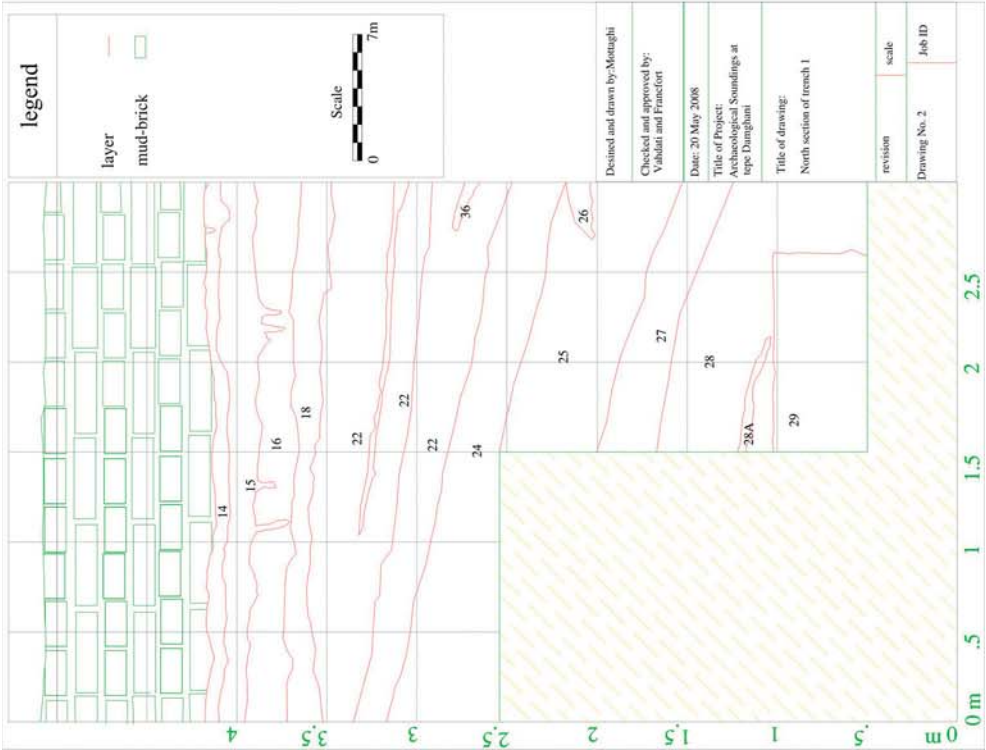 legend
layer
mud-brick
Scale
0 7m
Desined and drawn by:Mottaghi
Checked and approved by:
Vahdati and Francfort
Date: 20 May 2008
Title of Project:
Archaeological Soundings at
tepe Damghani
Title of drawing:
North section of trench 1
revision scale
Drawing No. 2 Job ID
14
15
16
18
22
22
22
24
36
25
26
27
28
28A
29
4
3.5
3
2.5
2
1.5
1
.5
0 m
0 m
.5
1
1.5
2
2.5